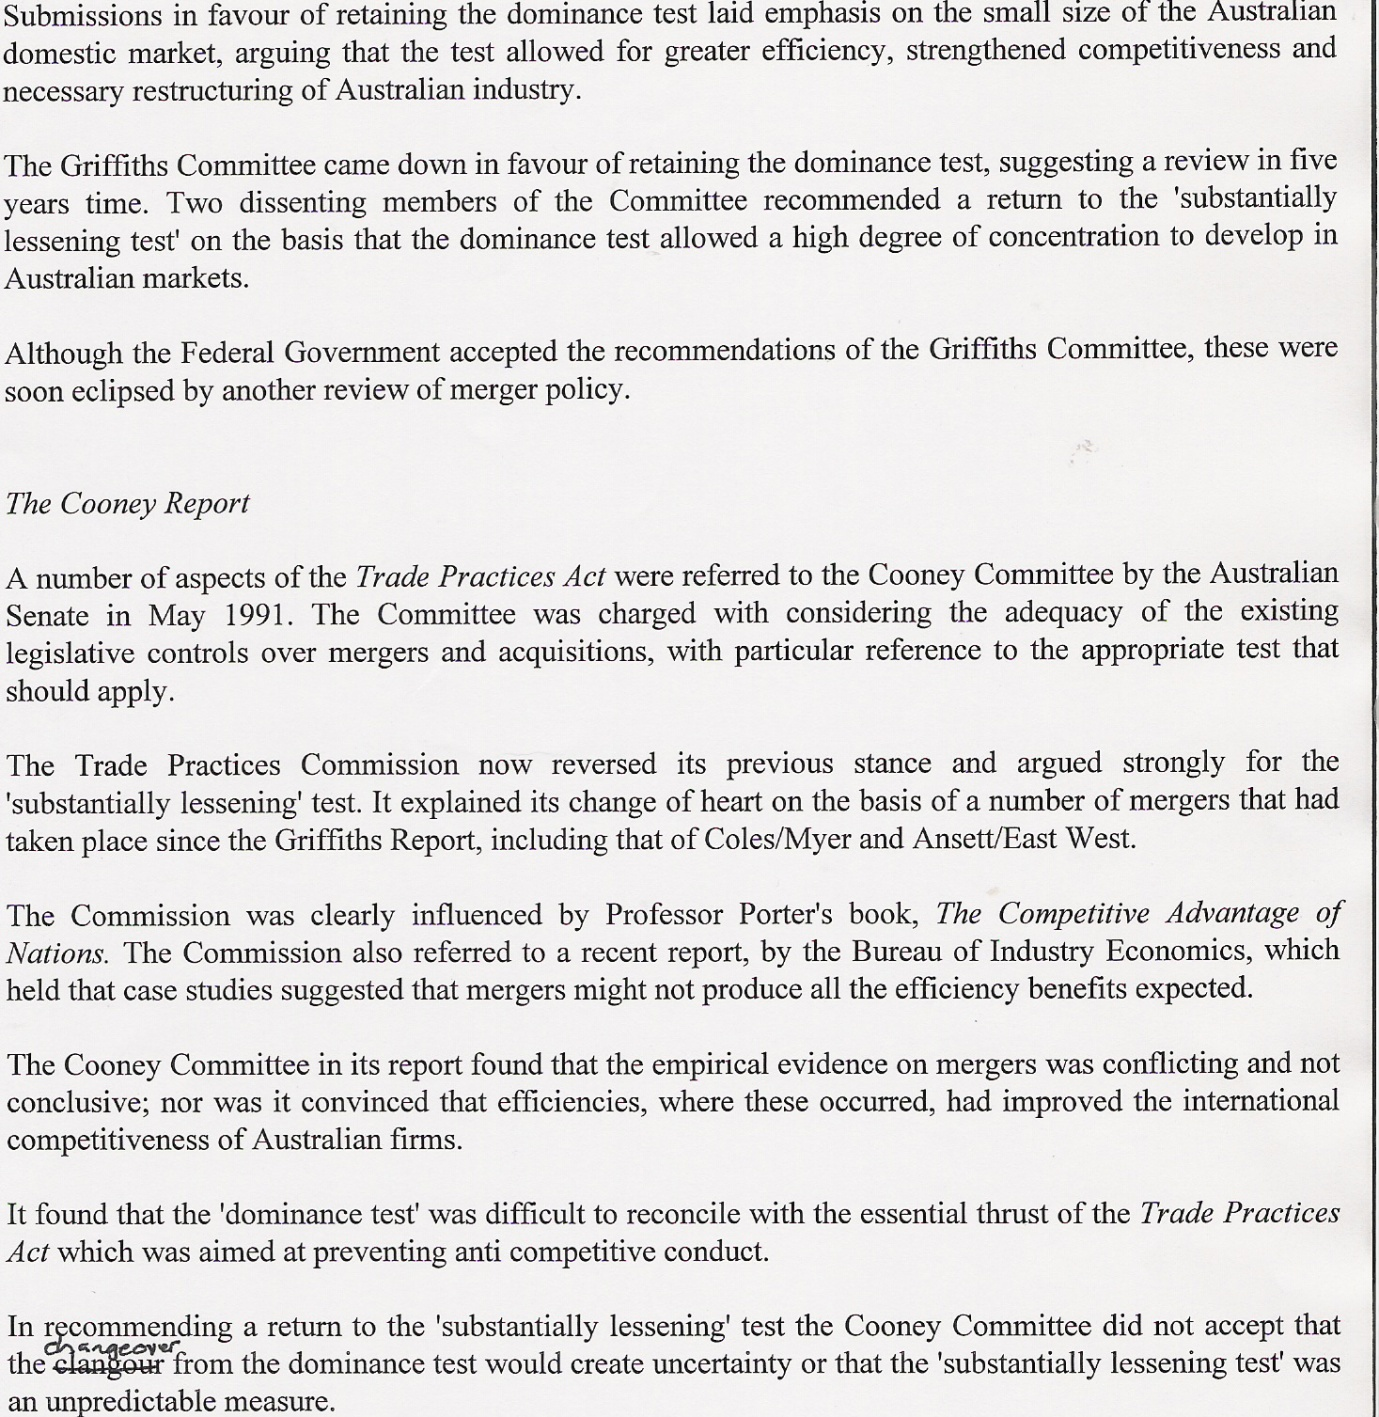 Submissions in favour of retaining the dominance test laid emphasis on the small size of the Australian
domestic market, arguing that the test allowed for greater efficiency, strengthened competitiveness and
necessary restructuring of Australian industry.
The Griffiths Committee came down in favour of retaining the dominance test, suggesting a review in five
years time. Two dissenting members of the Committee recommended a return to the 'substantially
lessening test' on the basis that the dominance test allowed a high degree of concentration to develop in
Australian markets.
Although the Federal Government accepted the recommendations of the Griffiths Committee, these were
soon eclipsed by another review of merger policy.
The Cooney Report
A number of aspects of the Trade Practices Act were referred to the Cooney Committee by the Australian
Senate in May 1991. The Committee was charged with considering the adequacy of the existing
legislative controls over mergers and acquisitions, with particular reference to the appropriate test that
should apply.
The Trade Practices Commission now reversed its previous stance and argued strongly for the
'substantially lessening' test. It explained its change of heart on the basis of a number of mergers that had
taken place since the Griffiths Report, including that of Coles/Myer and Ansett/East West.
The Commission was clearly influenced by Professor Porter's book, The Competitive Advantage of
Nations. The Commission also referred to a recent report, by the Bureau of Industry Economics, which
held that case studies suggested that mergers might not produce all the efficiency benefits expected.
The Cooney Committee in its report found that the empirical evidence on mergers was conflicting and not
conclusive; nor was it convinced that efficiencies, where these occurred, had improved the international
competitiveness of Australian firms.
It found that the 'dominance test' was difficult to reconcile with the essential thrust of the Trade Practices
Act which was aimed at preventing anti competitive conduct.
In recommending a return to the 'substantially lessening' test the Cooney Committee did not accept that
changeover
the clangour from the dominance test would create uncertainty or that the 'substantially lessening test' was
an unpredictable measure.